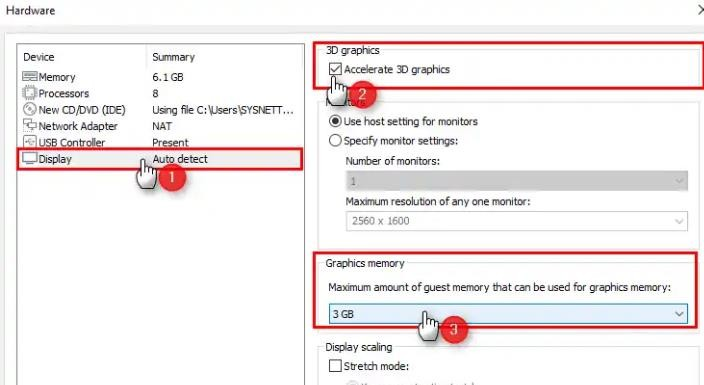 Hardware
Device Summary
Memory 6.1 GB
Processors 8
New CD/DVD (IDE) Using file C:\Users\SYSNETT...
Network Adapter NAT
USB Controller Present
Display Auto detect
1
3D graphics
Accelerate 3D graphics
2
Use host setting for monitors
Specify monitor settings:
Number of monitors:
1
Maximum resolution of any one monitor:
2560 x 1600
Graphics memory
Maximum amount of guest memory that can be used for graphics memory:
3 GB
3
Display scaling
Stretch mode: